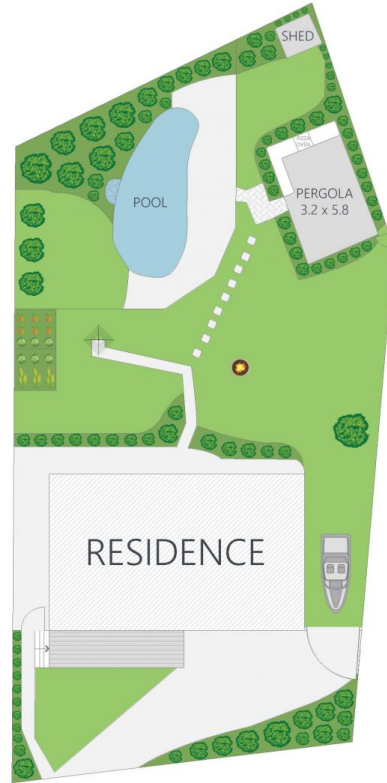 SHED
PIZZA
OVEN
PERGOLA
3.2 x 5.8
POOL
RESIDENCE